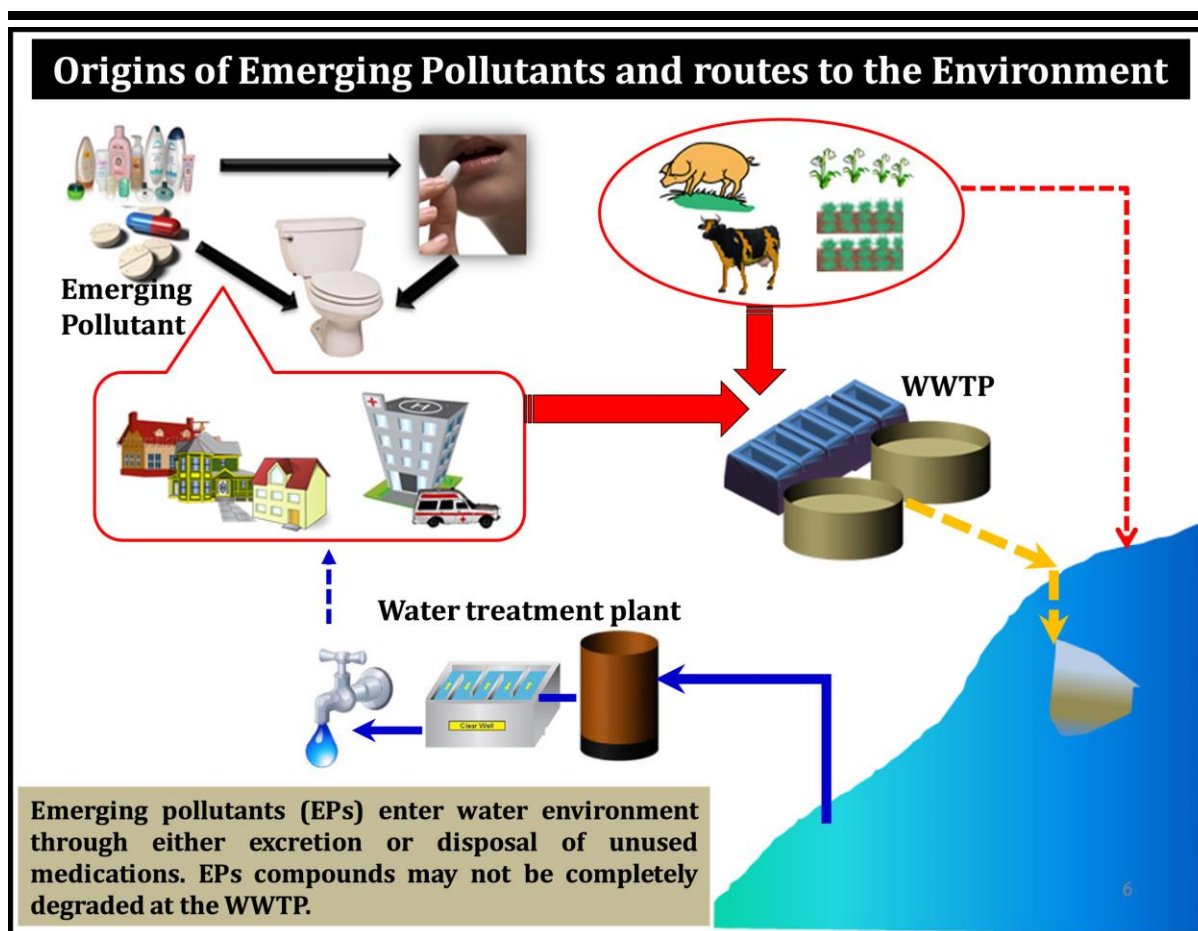 Origins of Emerging Pollutants and routes to the Environment
Emerging
Pollutant
WWTP
Water treatment plant
Clear Well
Emerging pollutants (EPs) enter water environment
through either excretion or disposal of unused
medications. EPs compounds may not be completely
degraded at the WWTP.
6